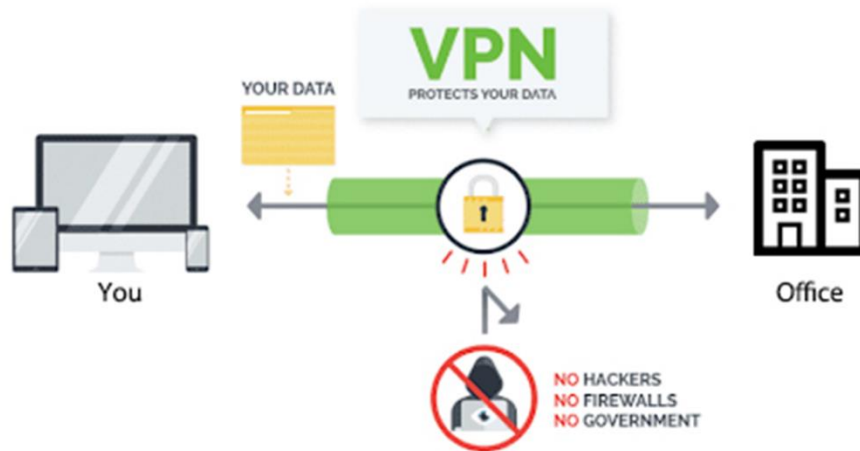 VPN
PROTECTS YOUR DATA
YOUR DATA
You
Office
NO HACKERS
NO FIREWALLS
NO GOVERNMENT